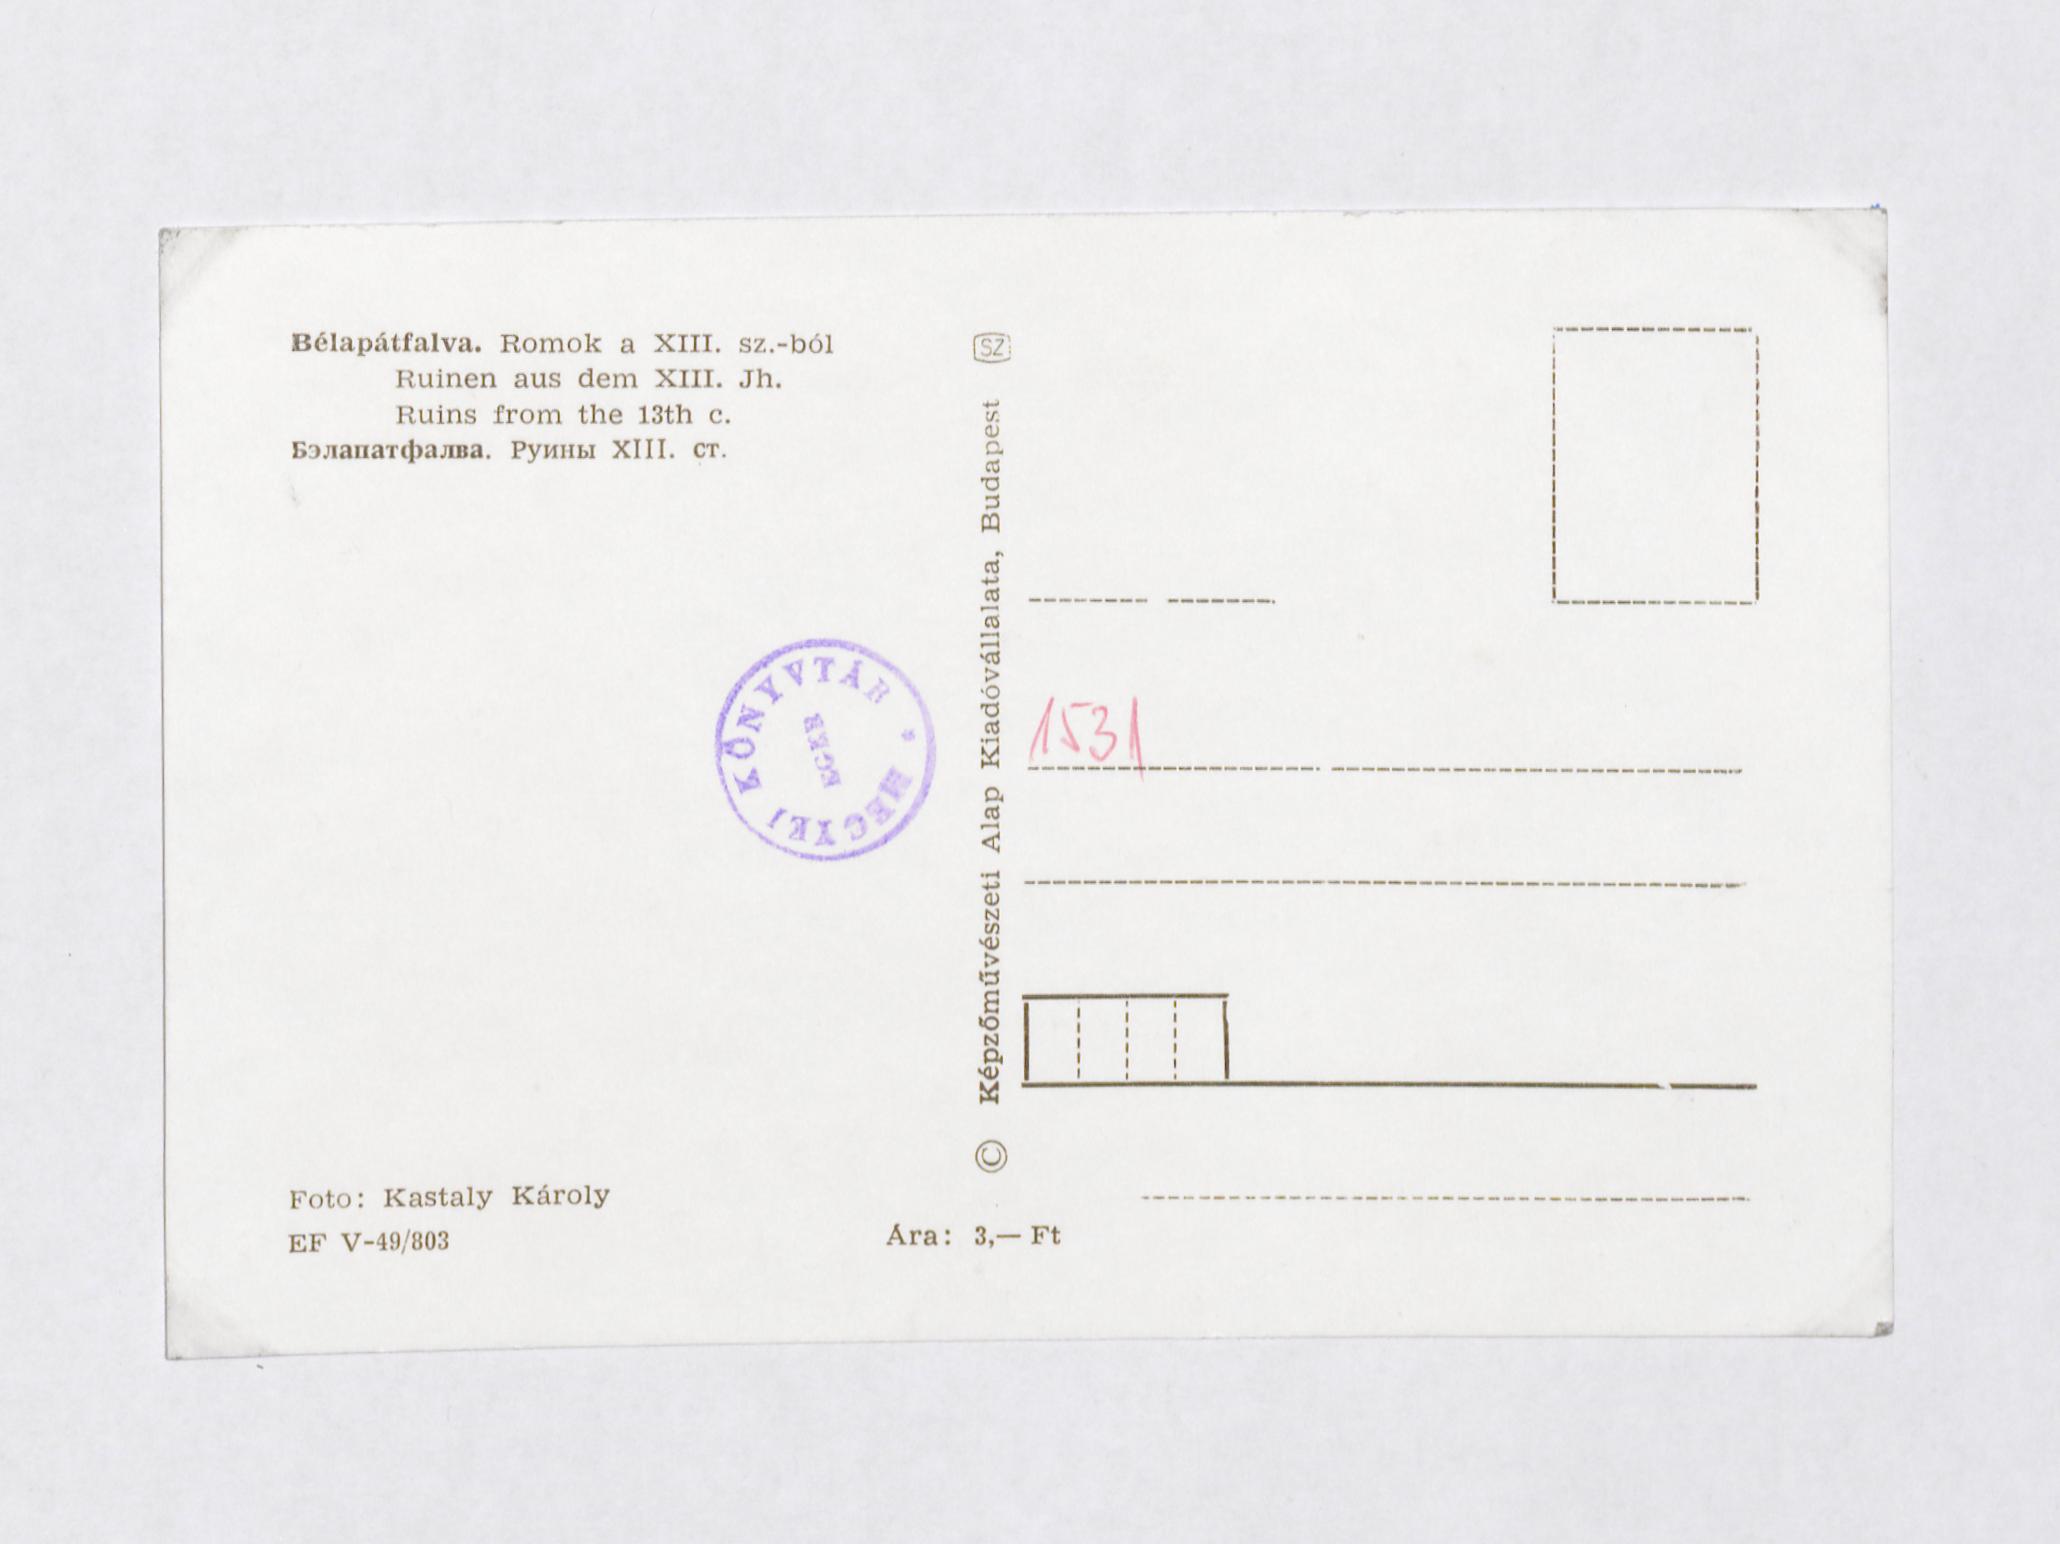 Bélapátfalva. Romok a XIII. sz.-ból
Ruinen aus dem XIII. Jh.
Ruins from the 13th c.
Бэлапатфалва. Руины XIII. ст.
Foto: Kastaly Károly
EF V-49/803
MEGYEI KÖNYVTÁR *
EGER
SZ
© Képzőművészeti Alap Kiadóvállalata, Budapest
Ára: 3,— Ft
1531